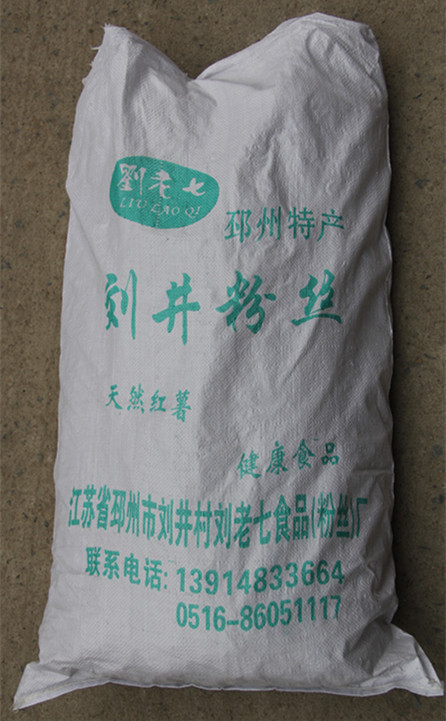 劉老七
LIU LAO QI
邳州特产
刘井粉丝
天然红薯
健康食品
江苏省邳州市刘井村刘老七食品(粉丝)厂
联系电话:13914833664
0516-86051117